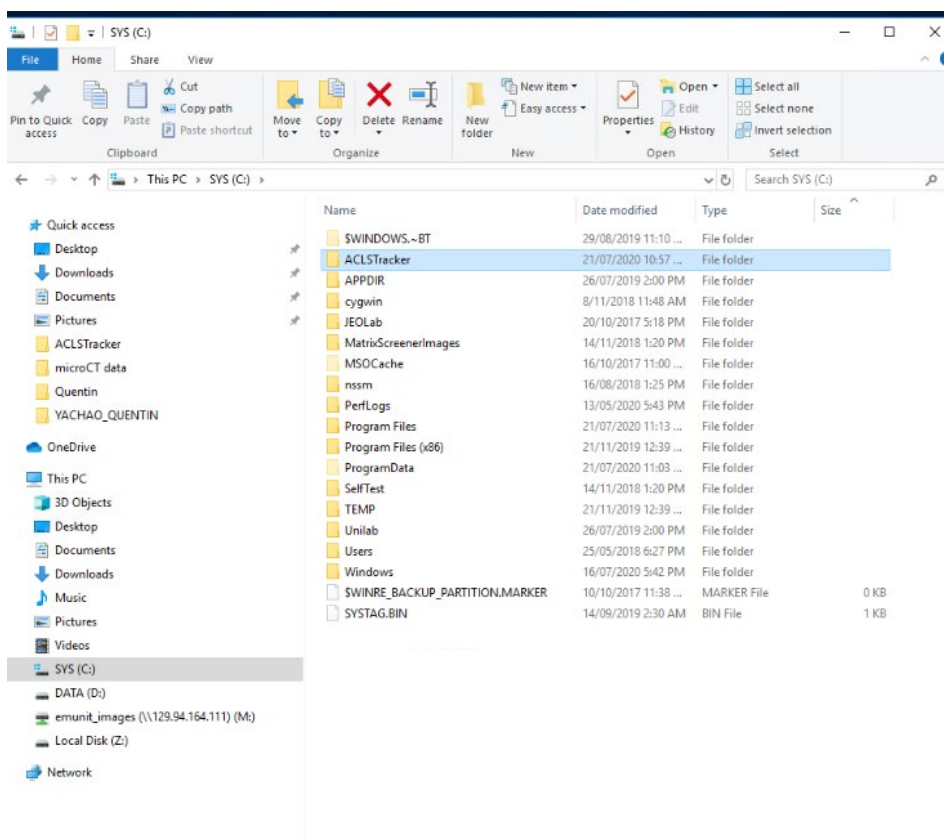 SYS (C:)
File Home Share View
Pin to Quick access
Copy
Paste
Cut
Copy path
Paste shortcut
Clipboard
Move to
Copy to
Delete
Rename
Organize
New folder
New item
Easy access
New
Properties
Open
Edit
History
Open
Select all
Select none
Invert selection
Select
This PC > SYS (C:) >
Search SYS (C:)
Quick access
Desktop
Downloads
Documents
Pictures
ACLSTracker
microCT data
Quentin
YACHAO_QUENTIN
OneDrive
This PC
3D Objects
Desktop
Documents
Downloads
Music
Pictures
Videos
SYS (C:)
DATA (D:)
emunit_images (\\129.94.164.111) (M:)
Local Disk (Z:)
Network
Name Date modified Type Size
$WINDOWS.~BT 29/08/2019 11:10 ... File folder
ACLSTracker 21/07/2020 10:57 ... File folder
APPDIR 26/07/2019 2:00 PM File folder
cygwin 8/11/2018 11:48 AM File folder
JEOLab 20/10/2017 5:18 PM File folder
MatrixScreenerImages 14/11/2018 1:20 PM File folder
MSOCache 16/10/2017 11:00 ... File folder
nssm 16/08/2018 1:25 PM File folder
PerfLogs 13/05/2020 5:43 PM File folder
Program Files 21/07/2020 11:13 ... File folder
Program Files (x86) 21/11/2019 12:39 ... File folder
ProgramData 21/07/2020 11:03 ... File folder
SelfTest 14/11/2018 1:20 PM File folder
TEMP 21/11/2019 12:39 ... File folder
Unilab 26/07/2019 2:00 PM File folder
Users 25/05/2018 6:27 PM File folder
Windows 16/07/2020 5:42 PM File folder
$WINRE_BACKUP_PARTITION.MARKER 10/10/2017 11:38 ... MARKER File 0 KB
SYSTAG.BIN 14/09/2019 2:30 AM BIN File 1 KB